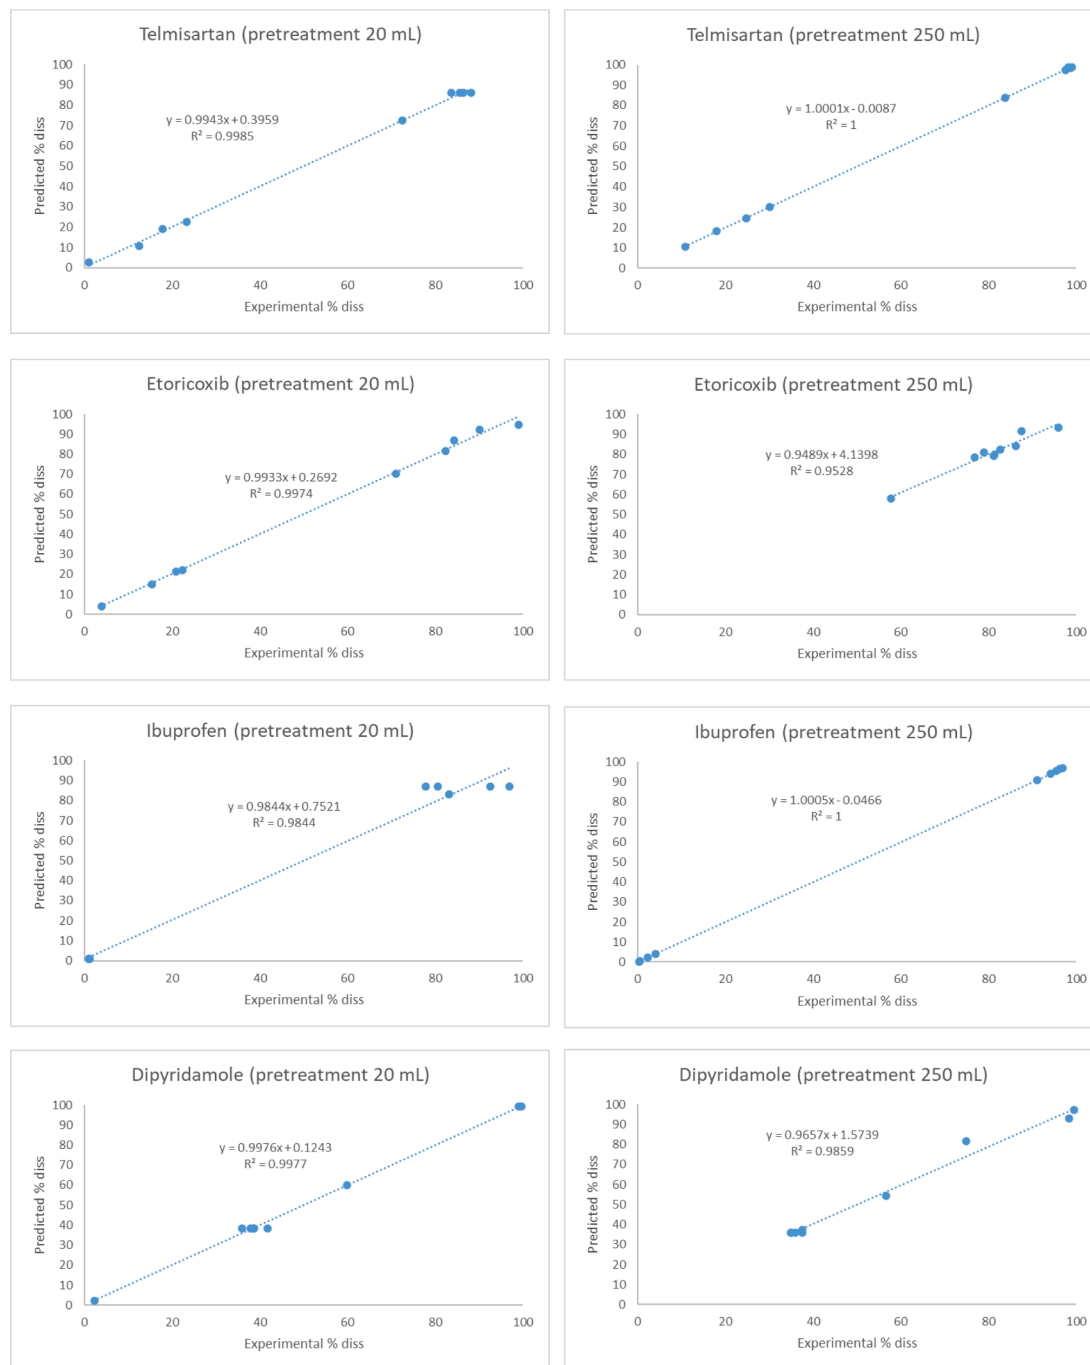 Telmisartan (pretreatment 20 mL)
Predicted % diss
100
90
80
70
60
50
40
30
20
10
0
y = 0.9943x + 0.3959
R² = 0.9985
0 20 40 60 80 100
Experimental % diss
Telmisartan (pretreatment 250 mL)
Predicted % diss
100
90
80
70
60
50
40
30
20
10
0
y = 1.0001x - 0.0087
R² = 1
0 20 40 60 80 100
Experimental % diss
Etoricoxib (pretreatment 20 mL)
Predicted % diss
100
90
80
70
60
50
40
30
20
10
0
y = 0.9933x + 0.2692
R² = 0.9974
0 20 40 60 80 100
Experimental % diss
Etoricoxib (pretreatment 250 mL)
Predicted % diss
100
90
80
70
60
50
40
30
20
10
0
y = 0.9489x + 4.1398
R² = 0.9528
0 20 40 60 80 100
Experimental % diss
Ibuprofen (pretreatment 20 mL)
Predicted % diss
100
90
80
70
60
50
40
30
20
10
0
y = 0.9844x + 0.7521
R² = 0.9844
0 20 40 60 80 100
Experimental % diss
Ibuprofen (pretreatment 250 mL)
Predicted % diss
100
90
80
70
60
50
40
30
20
10
0
y = 1.0005x - 0.0466
R² = 1
0 20 40 60 80 100
Experimental % diss
Dipyridamole (pretreatment 20 mL)
Predicted % diss
100
90
80
70
60
50
40
30
20
10
0
y = 0.9976x + 0.1243
R² = 0.9977
0 20 40 60 80 100
Experimental % diss
Dipyridamole (pretreatment 250 mL)
Predicted % diss
100
90
80
70
60
50
40
30
20
10
0
y = 0.9657x + 1.5739
R² = 0.9859
0 20 40 60 80 100
Experimental % diss